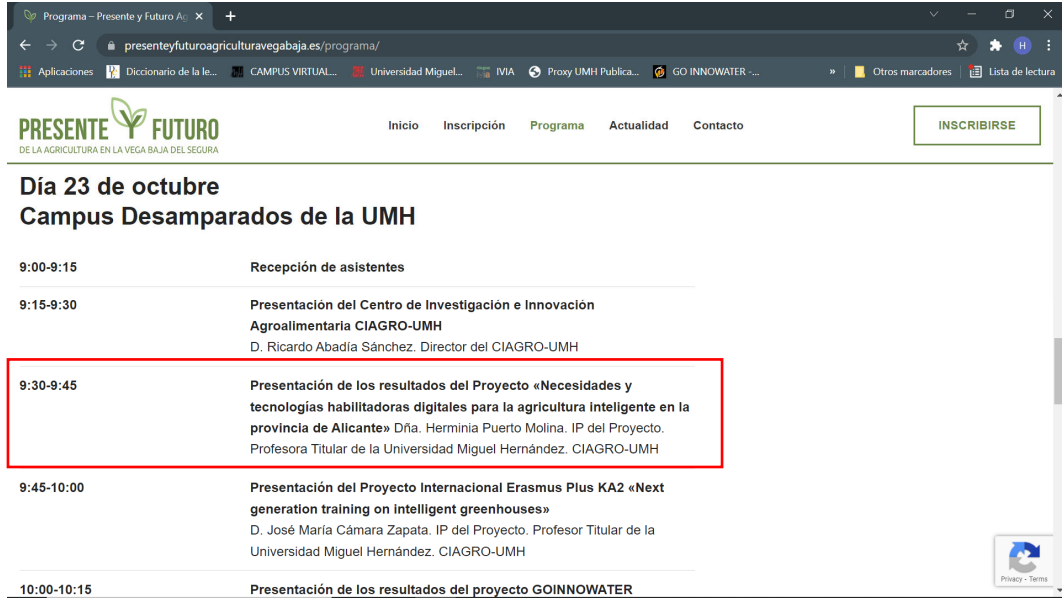 Programa – Presente y Futuro Ag
presenteyfuturoagriculturavegabaja.es/programa/
H
Aplicaciones
Diccionario de la le...
CAMPUS VIRTUAL...
Universidad Miguel...
IVIA
Proxy UMH Publica...
GO INNOWATER -...
»
Otros marcadores
Lista de lectura
PRESENTE Y FUTURO
DE LA AGRICULTURA EN LA VEGA BAJA DEL SEGURA
Inicio
Inscripción
Programa
Actualidad
Contacto
INSCRIBIRSE
Día 23 de octubre
Campus Desamparados de la UMH
9:00-9:15 Recepción de asistentes
9:15-9:30 Presentación del Centro de Investigación e Innovación
Agroalimentaria CIAGRO-UMH
D. Ricardo Abadía Sánchez. Director del CIAGRO-UMH
9:30-9:45 Presentación de los resultados del Proyecto «Necesidades y
tecnologías habilitadoras digitales para la agricultura inteligente en la
provincia de Alicante» Dña. Herminia Puerto Molina. IP del Proyecto.
Profesora Titular de la Universidad Miguel Hernández. CIAGRO-UMH
9:45-10:00 Presentación del Proyecto Internacional Erasmus Plus KA2 «Next
generation training on intelligent greenhouses»
D. José María Cámara Zapata. IP del Proyecto. Profesor Titular de la
Universidad Miguel Hernández. CIAGRO-UMH
10:00-10:15 Presentación de los resultados del proyecto GOINNOWATER
Privacy - Terms